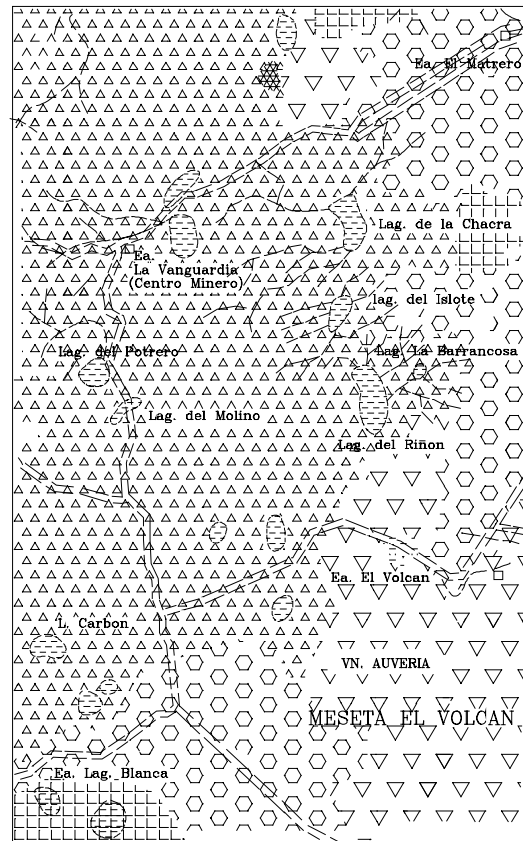 Ea. El Matrero
Lag. de la Chacra
Ea.
La Vanguardia
(Centro Minero)
lag. del Islote
Lag. del Potrero
Lag. La Barrancosa
Lag. del Molino
Lag. del Riñon
Ea. El Volcan
L. Carbon
VN. AUVERIA
MESETA EL VOLCAN
Ea. Lag. Blanca